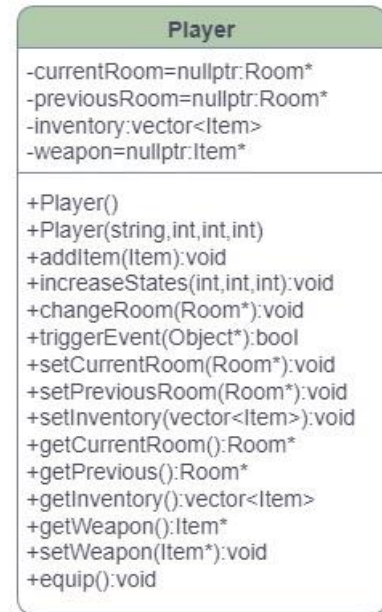 Player
-currentRoom=nullptr:Room*
-previousRoom=nullptr:Room*
-inventory:vector<Item>
-weapon=nullptr:Item*
+Player()
+Player(string,int,int,int)
+addItem(Item):void
+increaseStates(int,int,int):void
+changeRoom(Room*):void
+triggerEvent(Object*):bool
+setCurrentRoom(Room*):void
+setPreviousRoom(Room*):void
+setInventory(vector<Item>):void
+getCurrentRoom():Room*
+getPrevious():Room*
+getInventory():vector<Item>
+getWeapon():Item*
+setWeapon(Item*):void
+equip():void